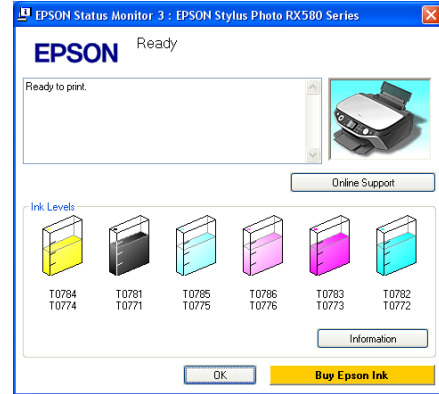 EPSON Status Monitor 3 : EPSON Stylus Photo RX580 Series
EPSON
Ready
Ready to print.
Online Support
Ink Levels
T0784 T0781 T0785 T0786 T0783 T0782
T0774 T0771 T0775 T0776 T0773 T0772
Information
OK
Buy Epson Ink